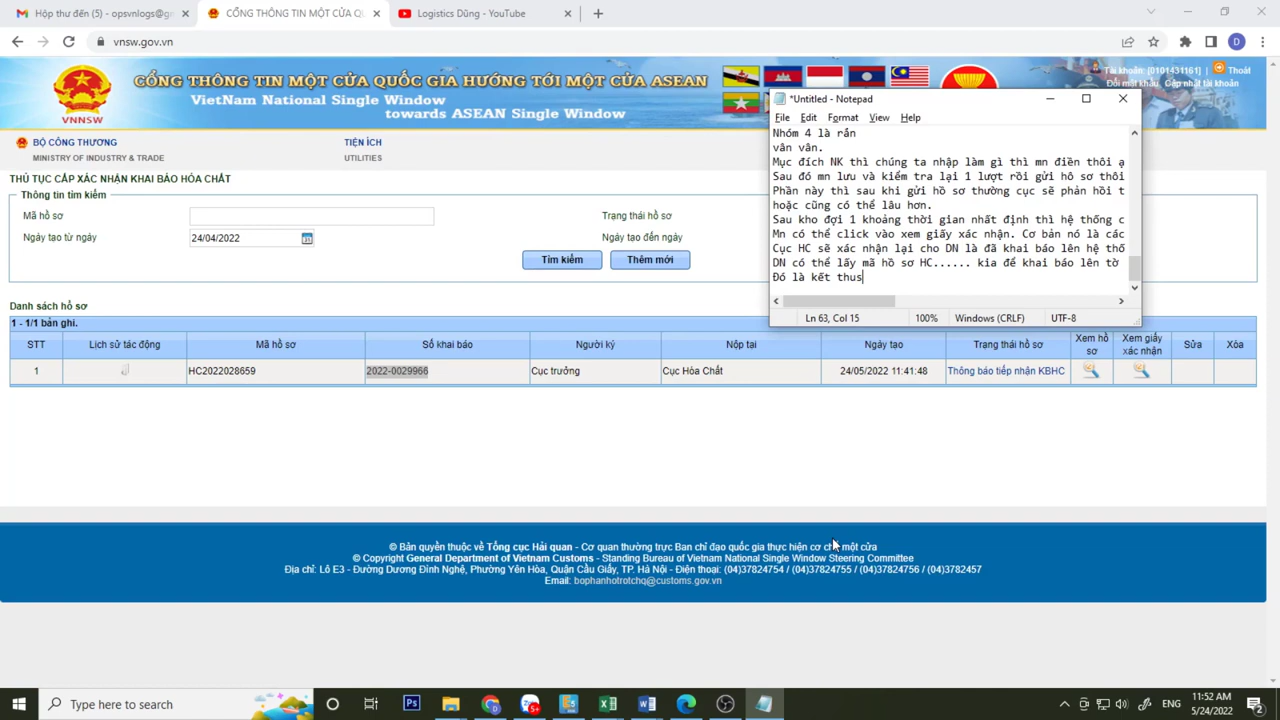 Hộp thư đến (5) - opsvnlogs@gm
CỔNG THÔNG TIN MỘT CỬA QU
Logistics Dũng - YouTube
vnsw.gov.vn
D
VNNSW
CỔNG THÔNG TIN MỘT CỬA QUỐC GIA HƯỚNG TỚI MỘT CỬA ASEAN
VietNam National Single Window
towards ASEAN Single Window
Tài khoản: [0101431161]
Thoát
Đổi mật khẩu. Cập nhật tài khoản
BỘ CÔNG THƯƠNG
MINISTRY OF INDUSTRY & TRADE
TIỆN ÍCH
UTILITIES
*Untitled - Notepad
File Edit Format View Help
Nhóm 4 là rắn
vân vân.
Mục đích NK thì chúng ta nhập làm gì thì mn điền thôi ạ
Sau đó mn lưu và kiểm tra lại 1 lượt rồi gửi hô sơ thôi
Phần này thì sau khi gửi hồ sơ thường cục sẽ phản hồi t
hoặc cũng có thể lâu hơn.
Sau kho đợi 1 khoảng thời gian nhất định thì hệ thống c
Mn có thể click vào xem giấy xác nhận. Cơ bản nó là các
Cục HC sẽ xác nhận lại cho DN là đã khai báo lên hệ thố
DN có thể lấy mã hồ sơ HC...... kia để khai báo lên tờ
Đó là kết thus
Ln 63, Col 15
100%
Windows (CRLF)
UTF-8
THỦ TỤC CẤP XÁC NHẬN KHAI BÁO HÓA CHẤT
Thông tin tìm kiếm
Mã hồ sơ
Trạng thái hồ sơ
Ngày tạo từ ngày
24/04/2022
Ngày tạo đến ngày
Tìm kiếm
Thêm mới
Danh sách hồ sơ
1 - 1/1 bản ghi.
STT Lịch sử tác động Mã hồ sơ Số khai báo Người ký Nộp tại Ngày tạo Trạng thái hồ sơ Xem hồ sơ Xem giấy xác nhận Sửa Xóa
1 HC2022028659 2022-0029966 Cục trưởng Cục Hòa Chất 24/05/2022 11:41:48 Thông báo tiếp nhận KBHC
© Bản quyền thuộc về Tổng cục Hải quan - Cơ quan thường trực Ban chỉ đạo quốc gia thực hiện cơ chế một cửa
© Copyright General Department of Vietnam Customs - Standing Bureau of Vietnam National Single Window Steering Committee
Địa chỉ: Lô E3 - Đường Dương Đình Nghệ, Phường Yên Hòa, Quận Cầu Giấy, TP. Hà Nội - Điện thoại: (04)37824754 / (04)37824755 / (04)37824756 / (04)3782457
Email: bophanhotrotchq@customs.gov.vn
Type here to search
ENG
11:52 AM
5/24/2022